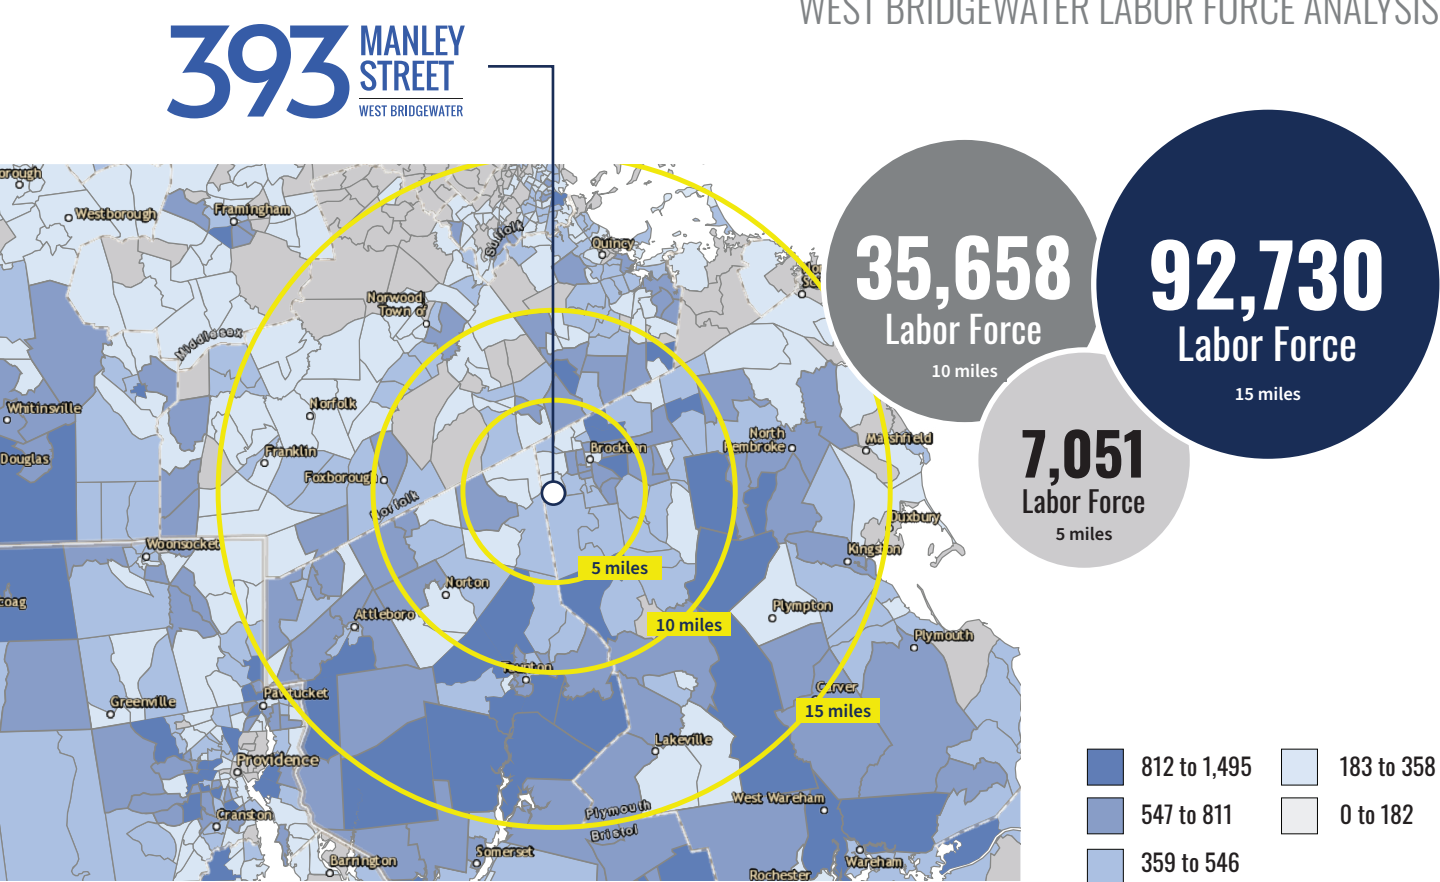 WEST BRIDGEWATER LABOR FORCE ANALYSIS
393
MANLEY
STREET
WEST BRIDGEWATER
35,658
Labor Force
10 miles
92,730
Labor Force
15 miles
7,051
Labor Force
5 miles
Westborough
Framingham
Suffolk
Quincy
Norwood,
Town of
Middlesex
Whitinsville
Norfolk
Douglas
Franklin
Brockton
North
Pembroke
Marshfield
Foxborough
Norfolk
Duxbury
Woonsocket
Kingston
5 miles
Norton
Attleboro
Plympton
10 miles
Plymouth
Taunton
Carver
Pawtucket
Greenville
15 miles
Lakeville
Providence
West Wareham
Plymouth
Bristol
Cranston
Barrington
Somerset
Wareham
Rochester
812 to 1,495
183 to 358
547 to 811
0 to 182
359 to 546